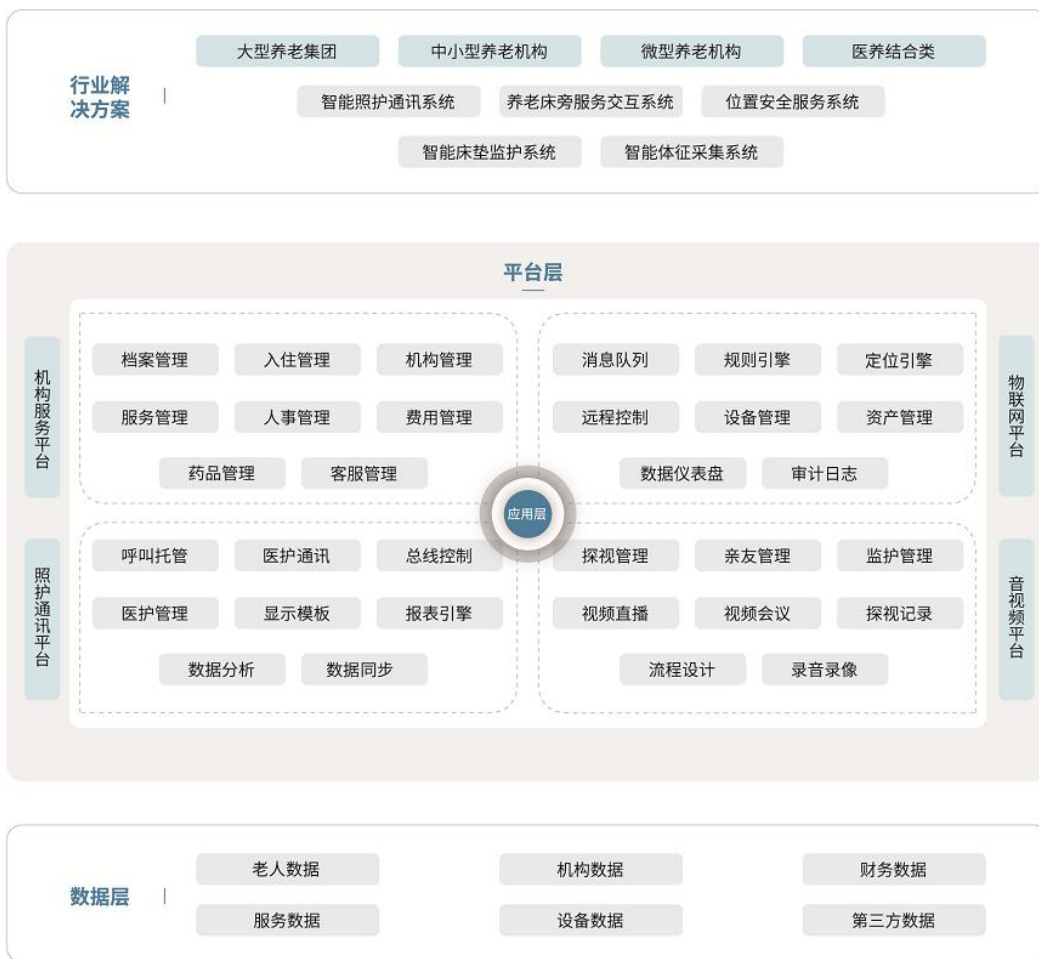 行业解
决方案
大型养老集团
中小型养老机构
微型养老机构
医养结合类
智能照护通讯系统
养老床旁服务交互系统
位置安全服务系统
智能床垫监护系统
智能体征采集系统
平台层
机构服务平台
档案管理
入住管理
机构管理
服务管理
人事管理
费用管理
药品管理
客服管理
消息队列
规则引擎
定位引擎
远程控制
设备管理
资产管理
数据仪表盘
审计日志
物联网平台
应用层
照护通讯平台
呼叫托管
医护通讯
总线控制
医护管理
显示模板
报表引擎
数据分析
数据同步
探视管理
亲友管理
监护管理
视频直播
视频会议
探视记录
流程设计
录音录像
音视频平台
数据层
老人数据
机构数据
财务数据
服务数据
设备数据
第三方数据